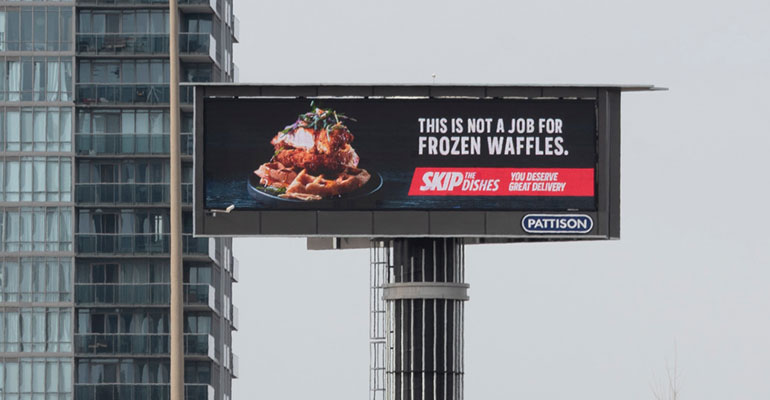 THIS IS NOT A JOB FOR
FROZEN WAFFLES.
SKIP THE DISHES
YOU DESERVE
GREAT DELIVERY
PATTISON